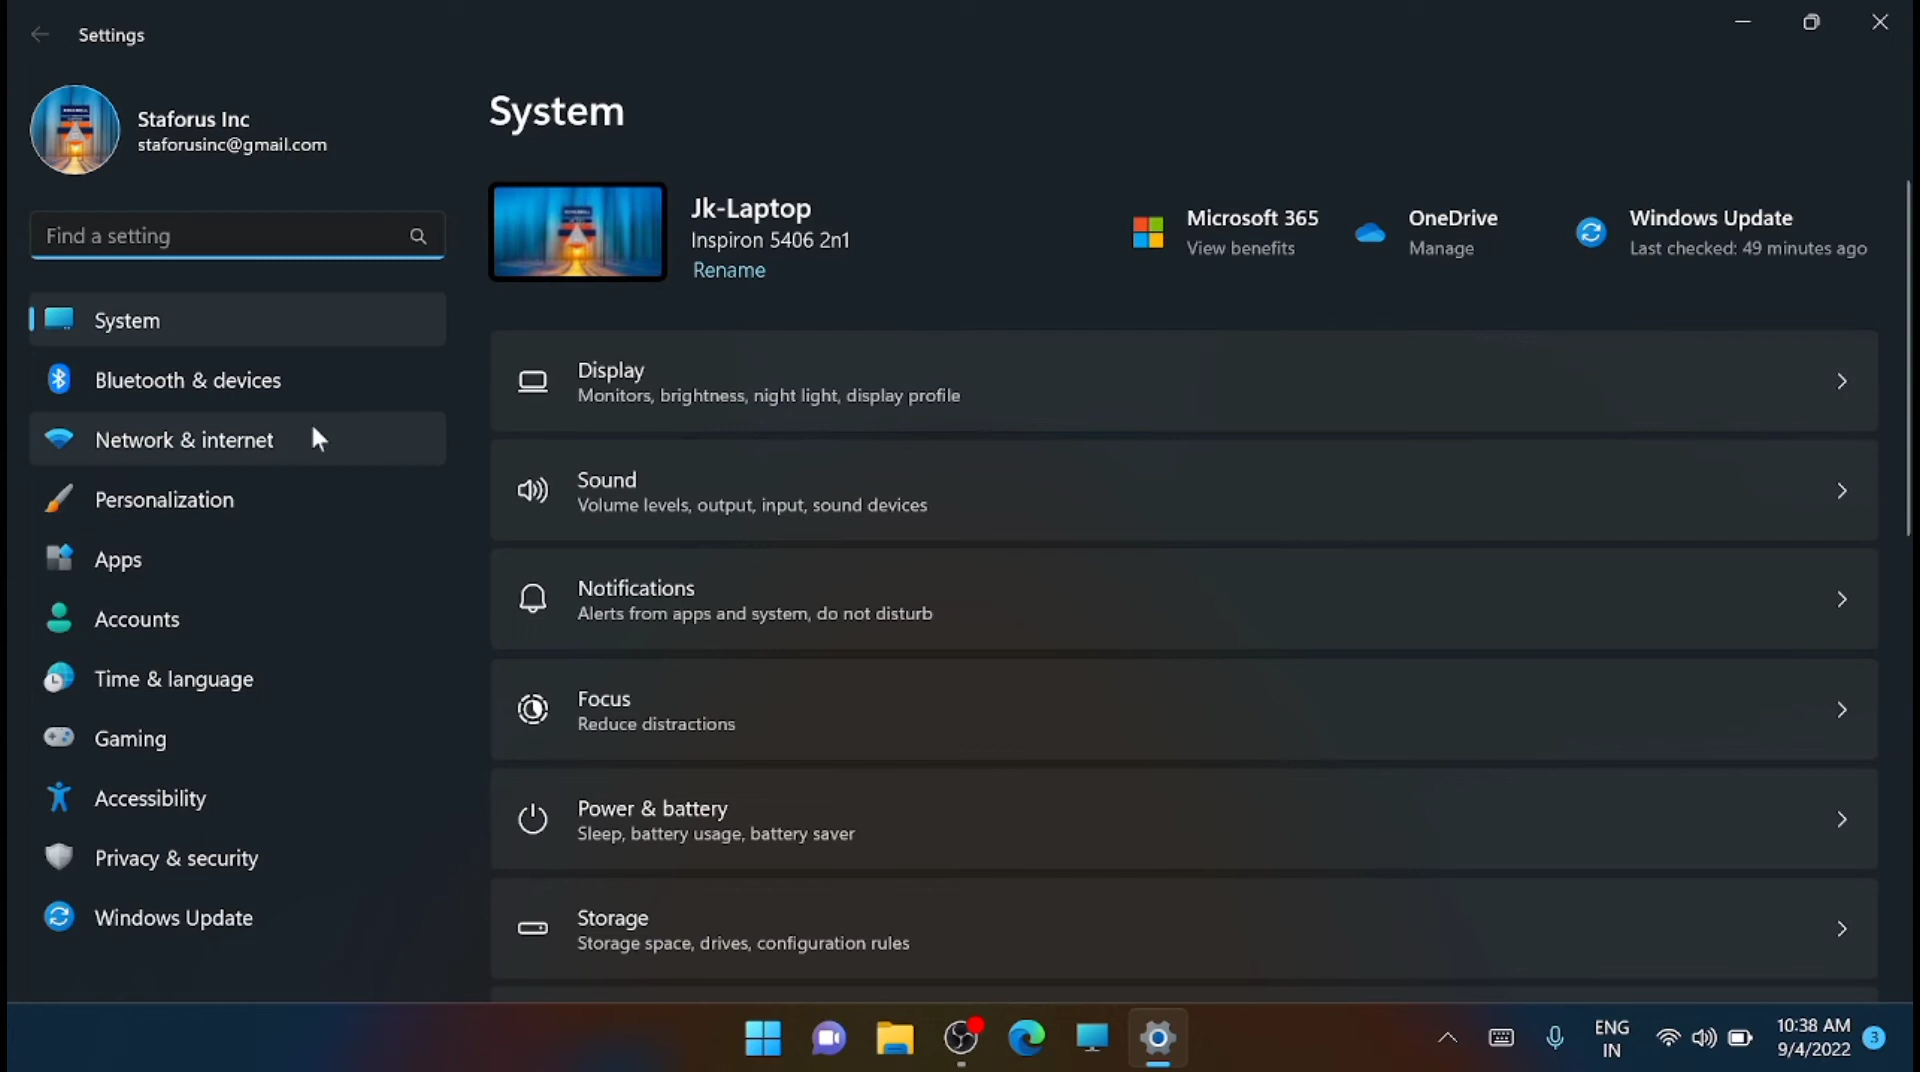 Settings
Staforus Inc
staforusinc@gmail.com
Find a setting
System
Bluetooth & devices
Network & internet
Personalization
Apps
Accounts
Time & language
Gaming
Accessibility
Privacy & security
Windows Update
System
Jk-Laptop
Inspiron 5406 2n1
Rename
Microsoft 365
View benefits
OneDrive
Manage
Windows Update
Last checked: 49 minutes ago
Display
Monitors, brightness, night light, display profile
Sound
Volume levels, output, input, sound devices
Notifications
Alerts from apps and system, do not disturb
Focus
Reduce distractions
Power & battery
Sleep, battery usage, battery saver
Storage
Storage space, drives, configuration rules
ENG
IN
10:38 AM
9/4/2022
3